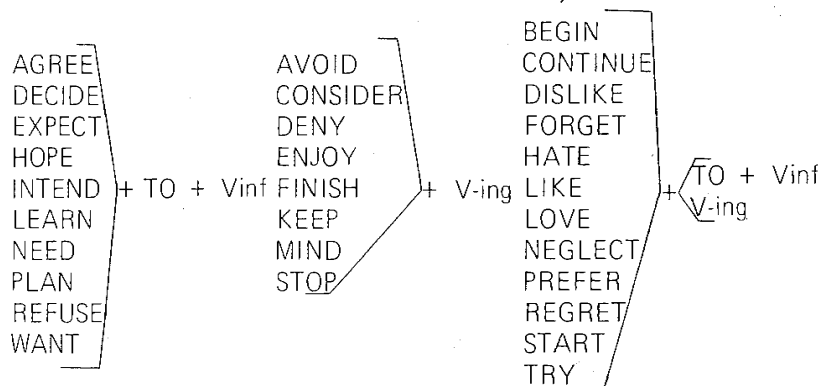 AGREE
DECIDE
EXPECT
HOPE
INTEND
LEARN
NEED
PLAN
REFUSE
WANT
+ TO + Vinf
AVOID
CONSIDER
DENY
ENJOY
FINISH
KEEP
MIND
STOP
+ V-ing
BEGIN
CONTINUE
DISLIKE
FORGET
HATE
LIKE
LOVE
NEGLECT
PREFER
REGRET
START
TRY
+ TO + Vinf
V-ing